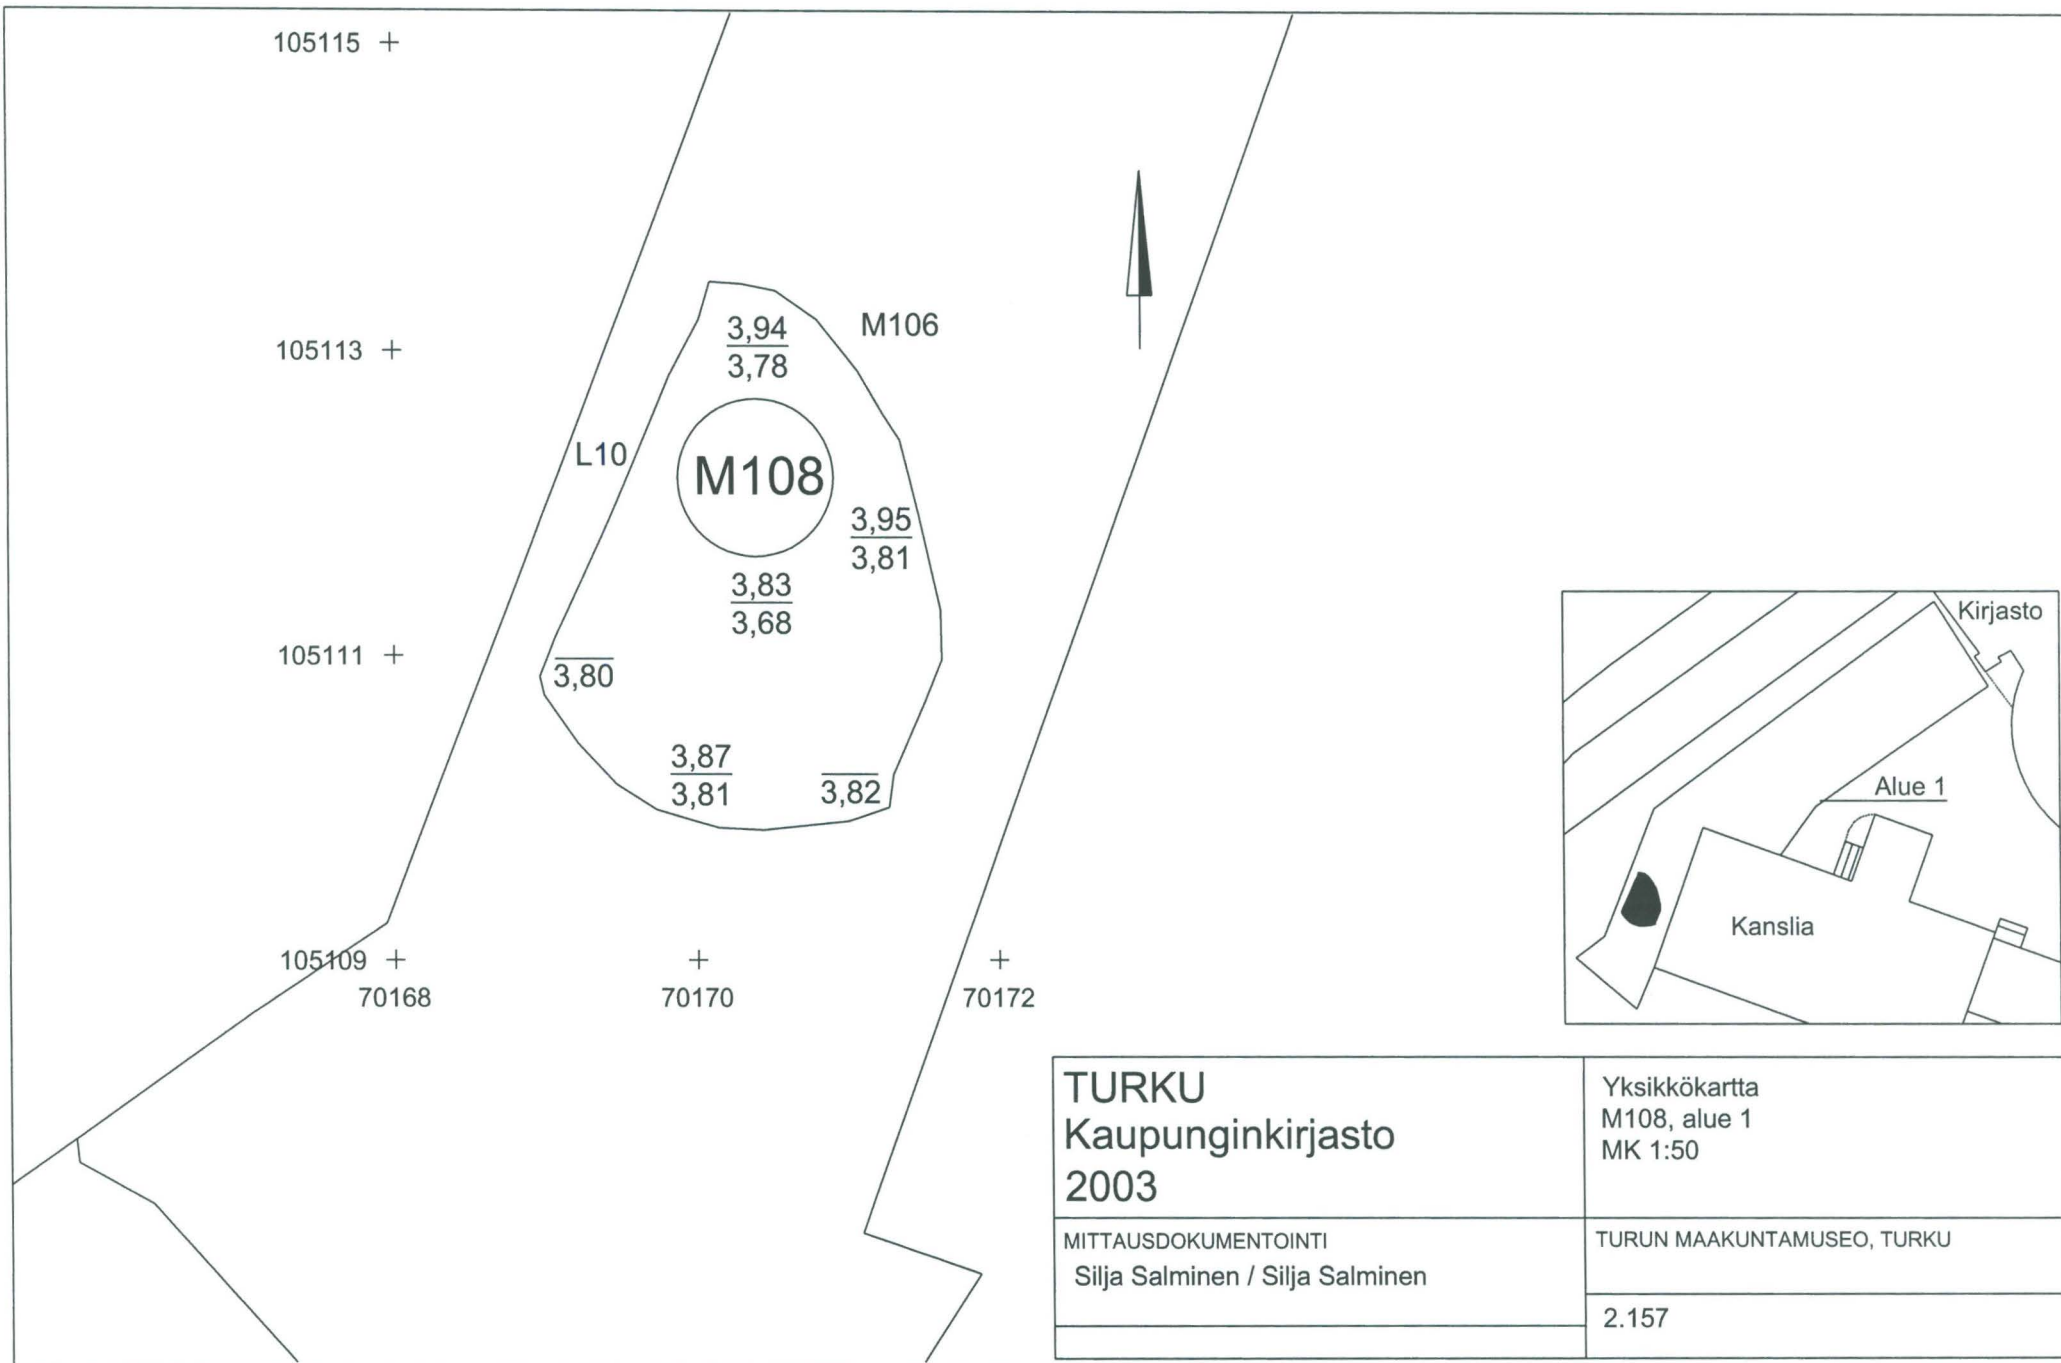 105115
105113
M106
3,94
3,78
L10
M108
3,95
3,81
3,83
3,68
105111
3,80
3,87
3,81
3,82
105109
70168
70170
70172
Kirjasto
Alue 1
Kanslia
TURKU
Kaupunginkirjasto
2003
Yksikkökartta
M108, alue 1
MK 1:50
MITTAUSDOKUMENTOINTI
Silja Salminen / Silja Salminen
TURUN MAAKUNTAMUSEO, TURKU
2.157